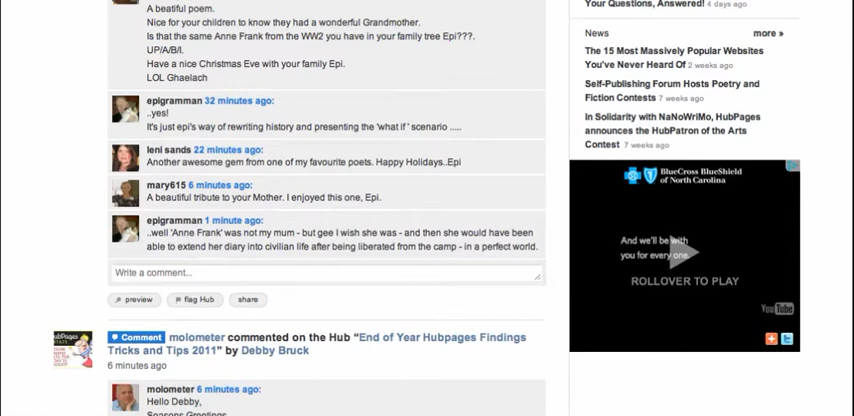 A beatiful poem.
Nice for your children to know they had a wonderful Grandmother.
Is that the same Anne Frank from the WW2 you have in your family tree Epi???.
UP/A/B/I.
Have a nice Christmas Eve with your family Epi.
LOL Ghaelach
epigramman 32 minutes ago:
..yes!
It's just epi's way of rewriting history and presenting the 'what if' scenario .....
leni sands 22 minutes ago:
Another awesome gem from one of my favourite poets. Happy Holidays..Epi
mary615 6 minutes ago:
A beautiful tribute to your Mother. I enjoyed this one, Epi.
epigramman 1 minute ago:
..well 'Anne Frank' was not my mum - but gee I wish she was - and then she would have been
able to extend her diary into civilian life after being liberated from the camp - in a perfect world.
Write a comment...
preview flag Hub share
Comment molometer commented on the Hub "End of Year Hubpages Findings
Tricks and Tips 2011" by Debby Bruck
6 minutes ago
molometer 6 minutes ago:
Hello Debby,
Seasons Greetings
Your Questions, Answered! 4 days ago
News more »
The 15 Most Massively Popular Websites
You've Never Heard Of 2 weeks ago
Self-Publishing Forum Hosts Poetry and
Fiction Contests 7 weeks ago
In Solidarity with NaNoWriMo, HubPages
announces the HubPatron of the Arts
Contest 7 weeks ago
BlueCross BlueShield
of North Carolina
And we'll be with
you for every one.
ROLLOVER TO PLAY
YouTube